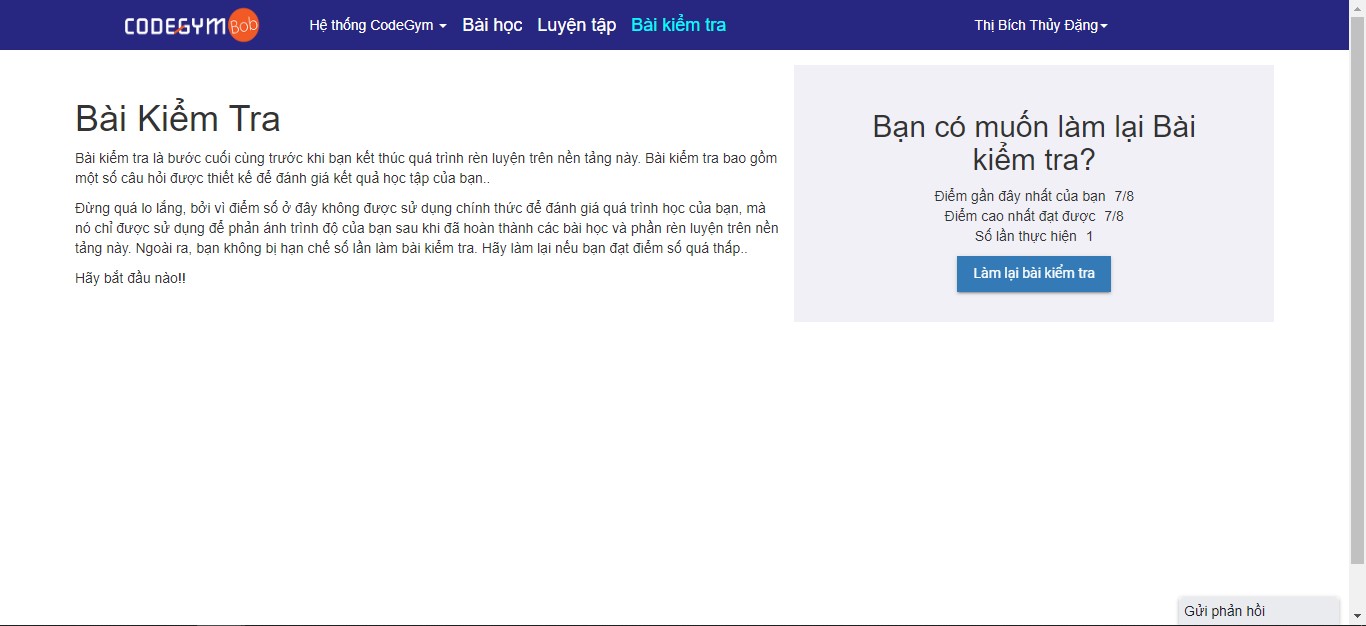 CODEGYM Bob
Hệ thống CodeGym
Bài học
Luyện tập
Bài kiểm tra
Thị Bích Thủy Đặng
Bài Kiểm Tra
Bài kiểm tra là bước cuối cùng trước khi bạn kết thúc quá trình rèn luyện trên nền tảng này. Bài kiểm tra bao gồm
một số câu hỏi được thiết kế để đánh giá kết quả học tập của bạn..
Đừng quá lo lắng, bởi vì điểm số ở đây không được sử dụng chính thức để đánh giá quá trình học của bạn, mà
nó chỉ được sử dụng để phản ánh trình độ của bạn sau khi đã hoàn thành các bài học và phần rèn luyện trên nền
tảng này. Ngoài ra, bạn không bị hạn chế số lần làm bài kiểm tra. Hãy làm lại nếu bạn đạt điểm số quá thấp..
Hãy bắt đầu nào!!
Bạn có muốn làm lại Bài
kiểm tra?
Điểm gần đây nhất của bạn 7/8
Điểm cao nhất đạt được 7/8
Số lần thực hiện 1
Làm lại bài kiểm tra
Gửi phản hồi